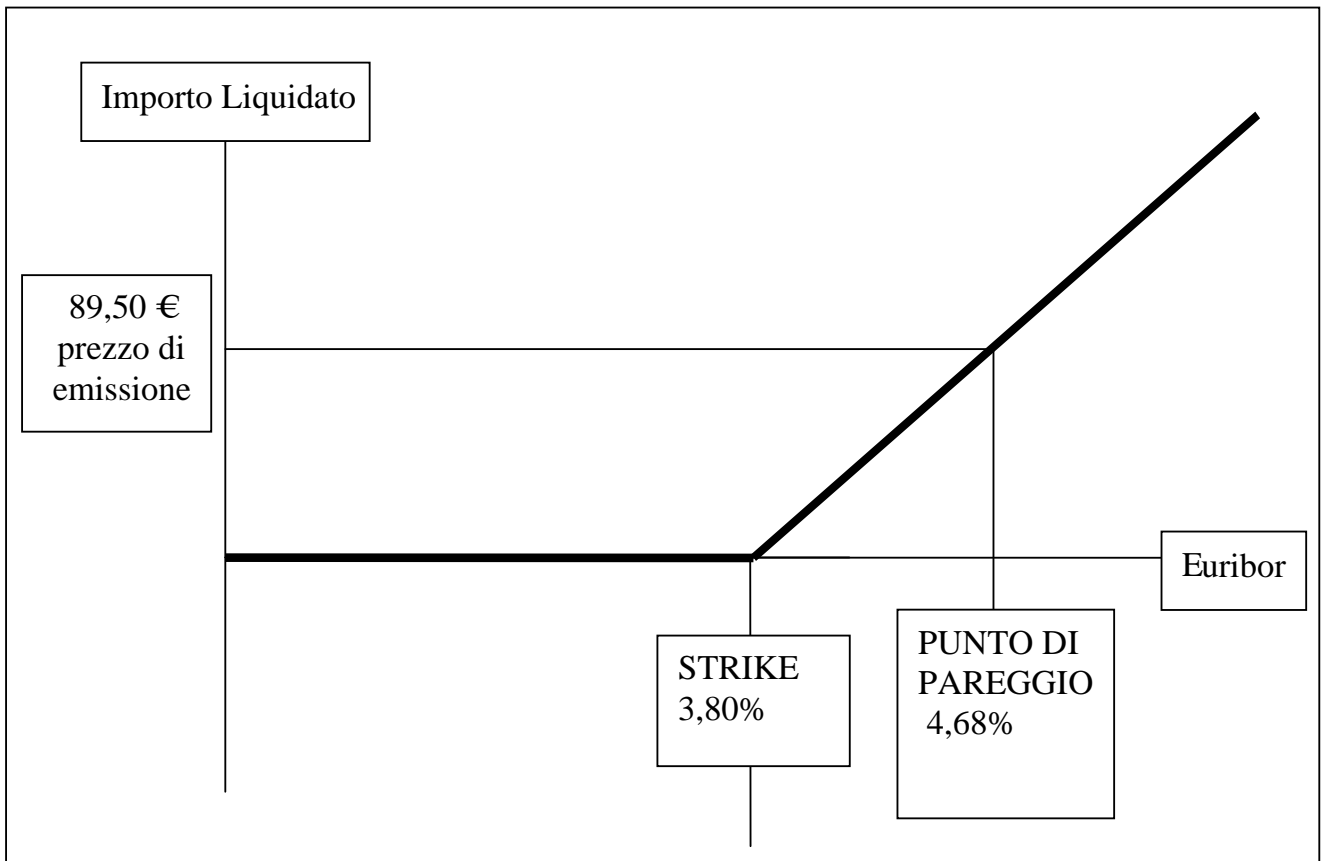 Importo Liquidato
89,50 €
prezzo di
emissione
Euribor
STRIKE
3,80%
PUNTO DI
PAREGGIO
4,68%